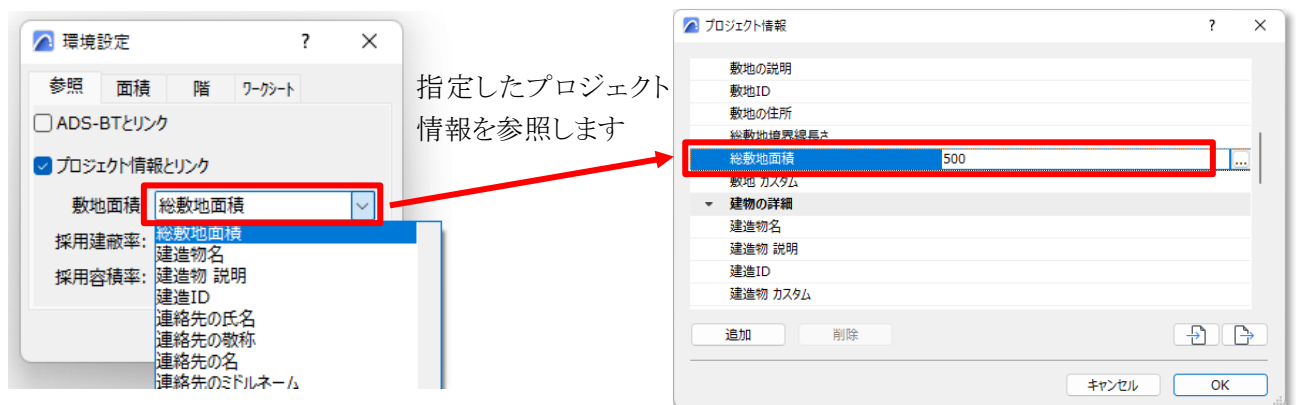 環境設定 ? ×
参照 面積 階 ワークシート
ADS-BTとリンク
プロジェクト情報とリンク
敷地面積 総敷地面積
採用建蔽率:
採用容積率:
総敷地面積
建造物名
建造物 説明
建造ID
連絡先の氏名
連絡先の敬称
連絡先の名
連絡先のミドルネーム
指定したプロジェクト
情報を参照します
プロジェクト情報 ? ×
敷地の説明
敷地ID
敷地の住所
総敷地境界線長さ
総敷地面積 500 ...
敷地 カスタム
建物の詳細
建造物名
建造物 説明
建造ID
建造物 カスタム
追加 削除
キャンセル OK